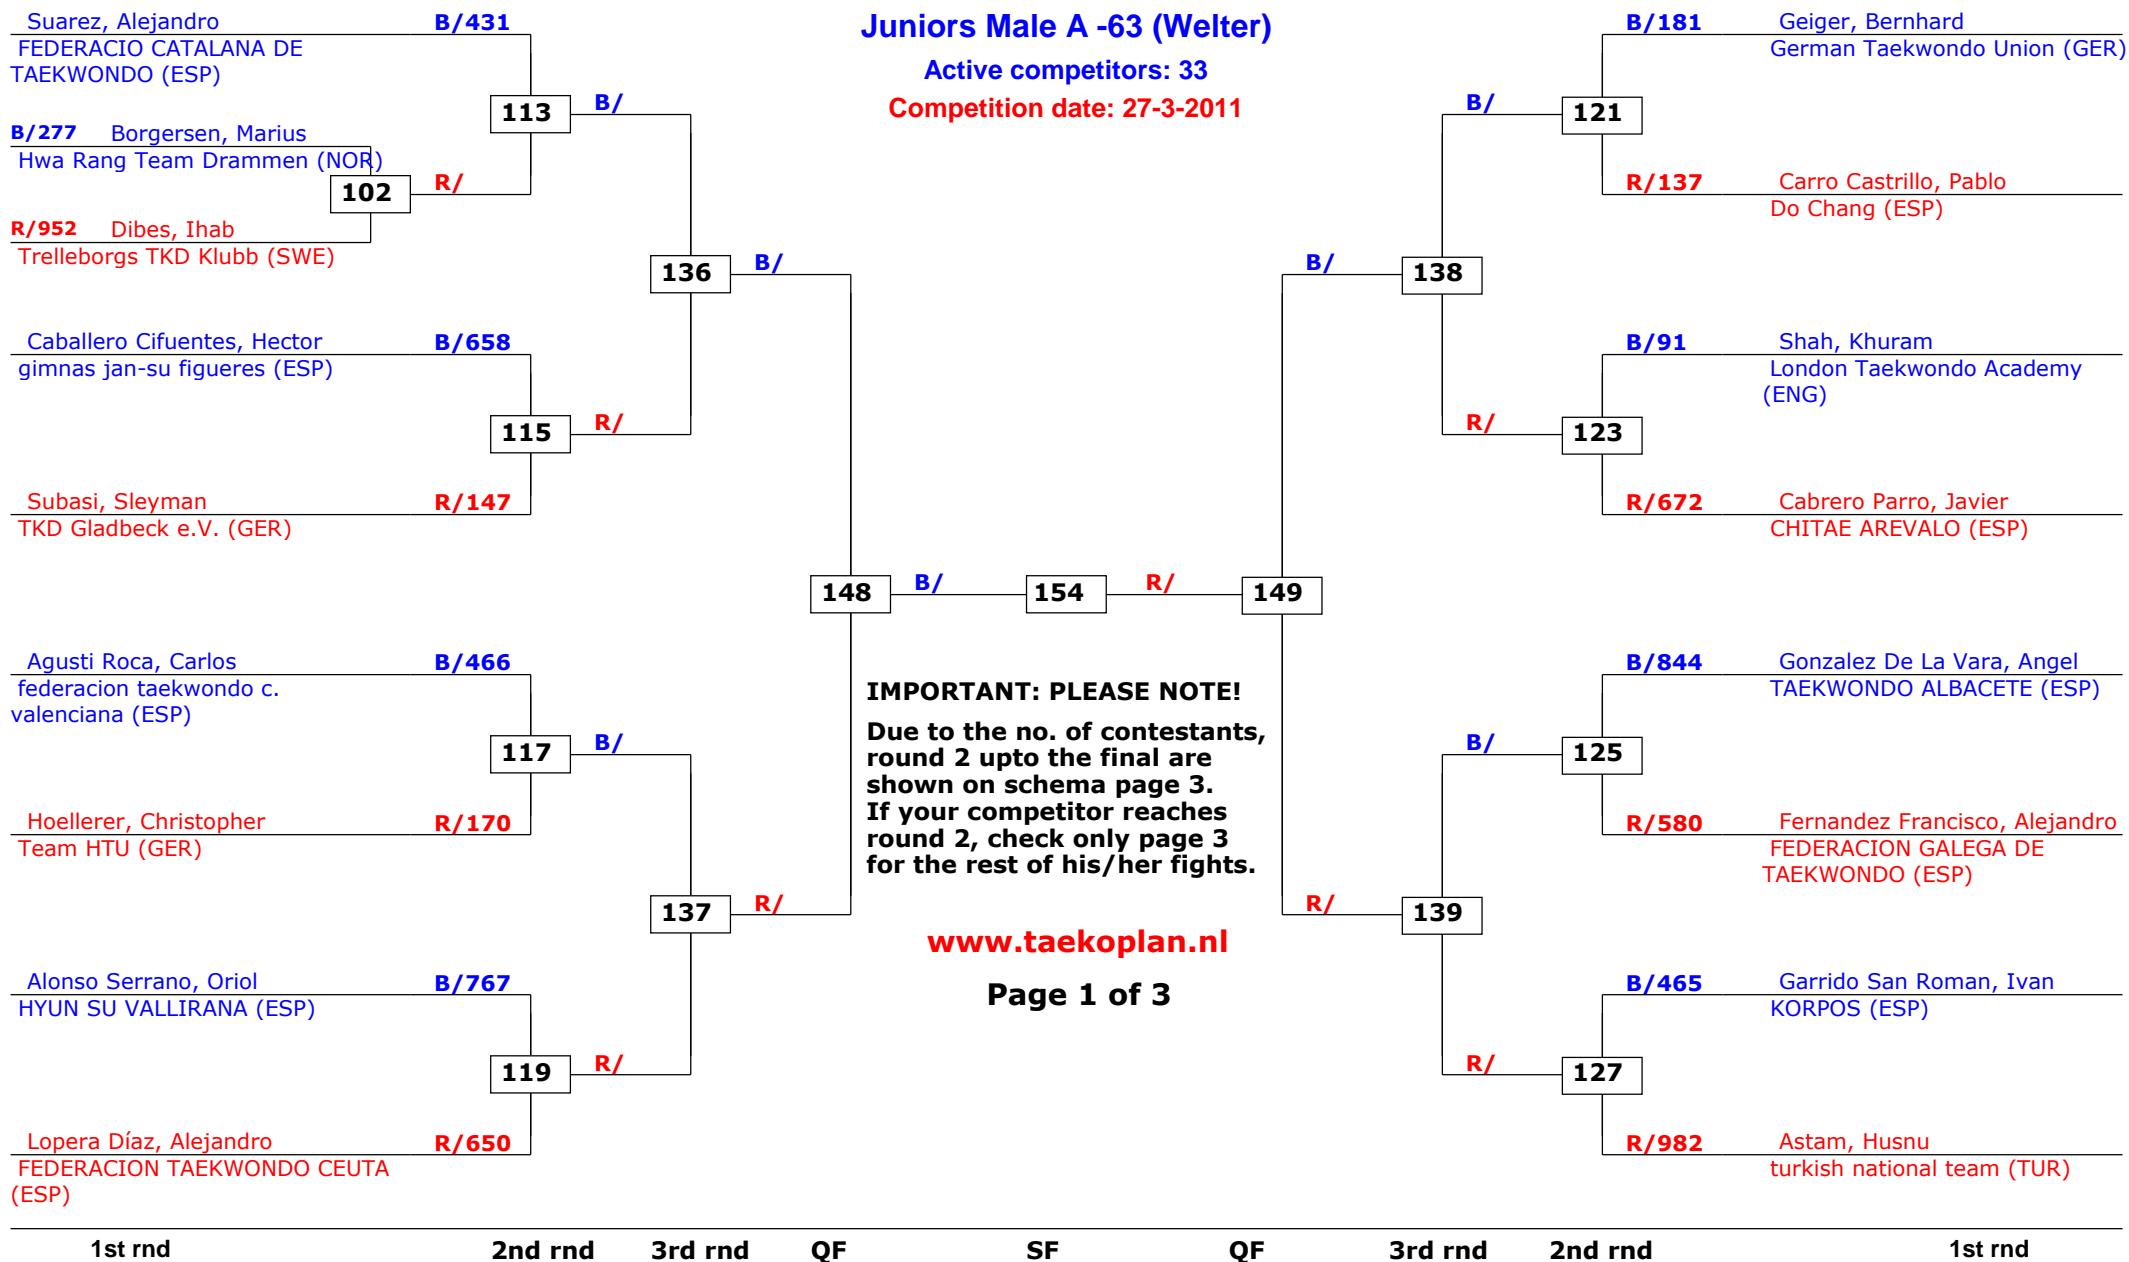 Juniors Male A -63 (Welter)
Active competitors: 33
Competition date: 27-3-2011
Suarez, Alejandro B/431
FEDERACIO CATALANA DE
TAEKWONDO (ESP)
113 B/
B/277 Borgersen, Marius
Hwa Rang Team Drammen (NOR)
102 R/
R/952 Dibes, Ihab
Trelleborgs TKD Klubb (SWE)
136 B/
Caballero Cifuentes, Hector B/658
gimnas jan-su figueres (ESP)
115 R/
Subasi, Sleyman R/147
TKD Gladbeck e.V. (GER)
148 B/ 154 R/ 149
Agusti Roca, Carlos B/466
federacion taekwondo c.
valenciana (ESP)
117 B/
Hoellerer, Christopher R/170
Team HTU (GER)
137 R/
Alonso Serrano, Oriol B/767
HYUN SU VALLIRANA (ESP)
119 R/
Lopera Díaz, Alejandro R/650
FEDERACION TAEKWONDO CEUTA
(ESP)
IMPORTANT: PLEASE NOTE!
Due to the no. of contestants,
round 2 upto the final are
shown on schema page 3.
If your competitor reaches
round 2, check only page 3
for the rest of his/her fights.
www.taekoplan.nl
Page 1 of 3
B/181 Geiger, Bernhard
German Taekwondo Union (GER)
B/ 121
R/137 Carro Castrillo, Pablo
Do Chang (ESP)
B/ 138
B/91 Shah, Khuram
London Taekwondo Academy
(ENG)
R/ 123
R/672 Cabrero Parro, Javier
CHITAE AREVALO (ESP)
B/844 Gonzalez De La Vara, Angel
TAEKWONDO ALBACETE (ESP)
B/ 125
R/580 Fernandez Francisco, Alejandro
FEDERACION GALEGA DE
TAEKWONDO (ESP)
R/ 139
B/465 Garrido San Roman, Ivan
KORPOS (ESP)
R/ 127
R/982 Astam, Husnu
turkish national team (TUR)
1st rnd 2nd rnd 3rd rnd QF SF QF 3rd rnd 2nd rnd 1st rnd